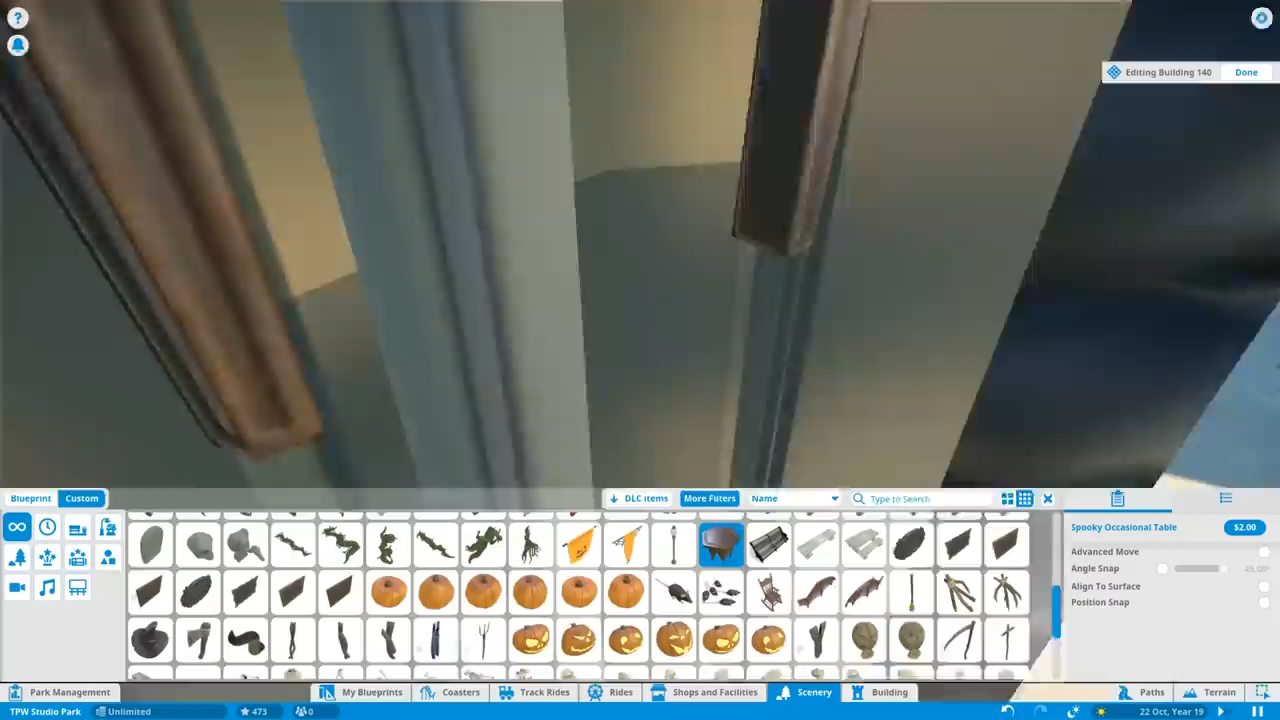 ?
Editing Building 140 Done
Blueprint Custom DLC items More Filters Name Type to Search
Spooky Occasional Table $2.00
Advanced Move
Angle Snap 45.00°
Align To Surface
Position Snap
Park Management My Blueprints Coasters Track Rides Rides Shops and Facilities Scenery Building Paths Terrain
TPW Studio Park Unlimited 473 0 22 Oct, Year 19